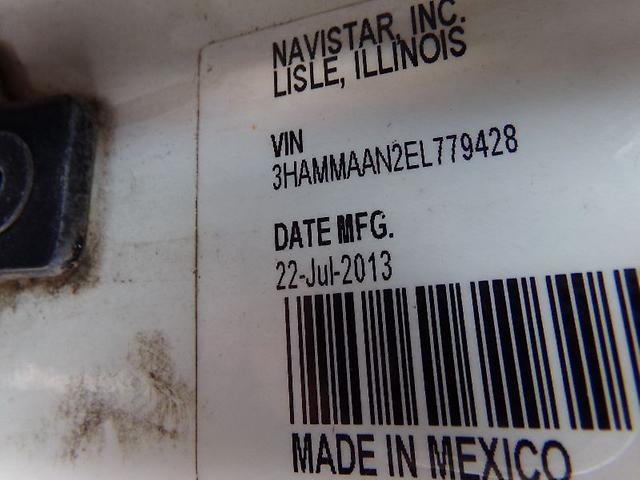 NAVISTAR, INC.
LISLE, ILLINOIS
VIN
3HAMMAAN2EL779428
DATE MFG.
22-Jul-2013
MADE IN MEXICO